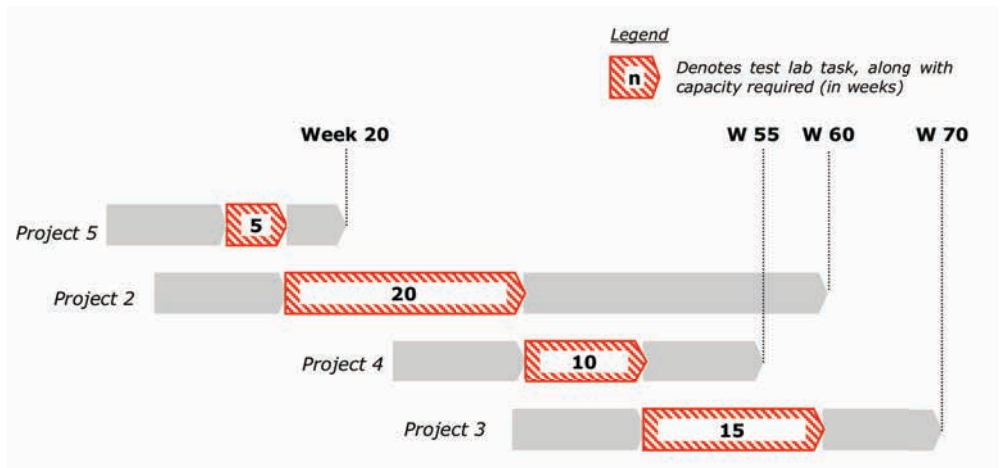 Legend
n
Denotes test lab task, along with
capacity required (in weeks)
Week 20
W 55
W 60
W 70
Project 5
5
Project 2
20
Project 4
10
Project 3
15